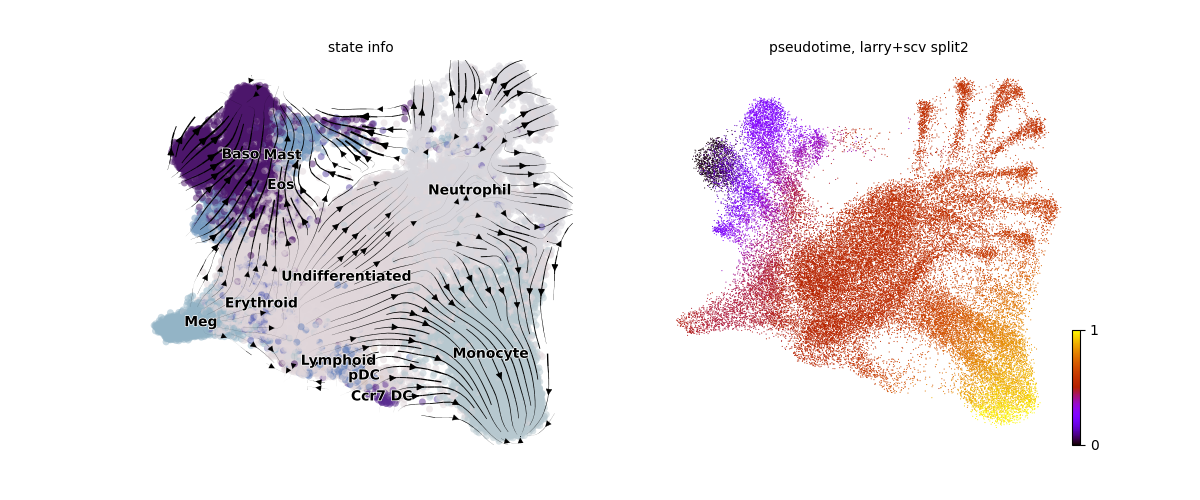 state info
pseudotime, larry+scv split2
Baso Mast
Eos
Neutrophil
Undifferentiated
Erythroid
Meg
Lymphoid
Monocyte
pDC
Ccr7 DC
1
0